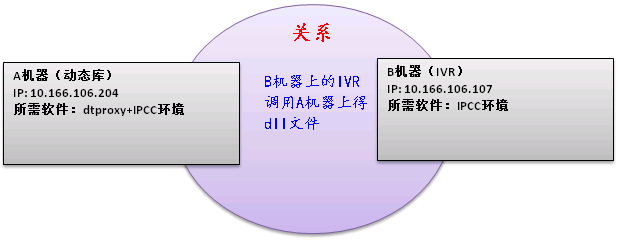 关系
A机器（动态库）
IP: 10.166.106.204
所需软件：dtproxy+IPCC环境
B机器上的IVR
调用A机器上得
dll文件
B机器（IVR）
IP: 10.166.106.107
所需软件：IPCC环境